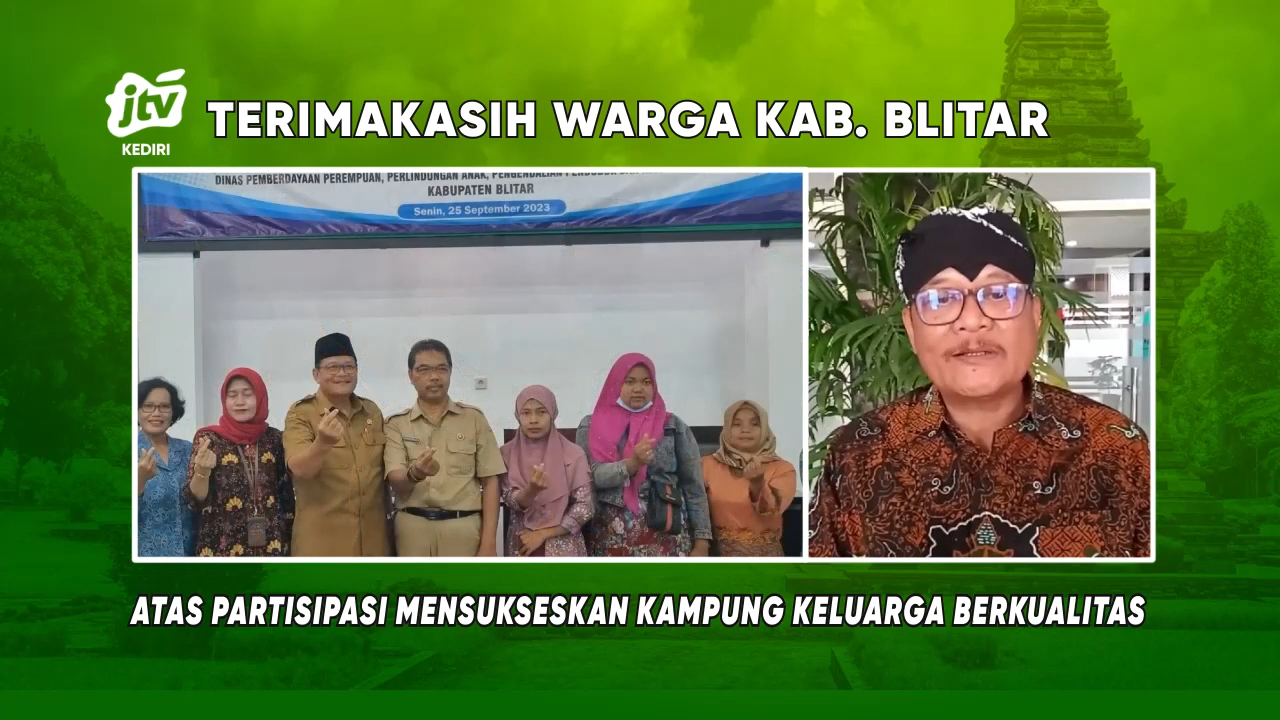 jtv
KEDIRI
TERIMAKASIH WARGA KAB. BLITAR
DINAS PEMBERDAYAAN PEREMPUAN, PERLINDUNGAN ANAK, PENGENDALIAN
KABUPATEN BLITAR
Senin, 25 September 2023
ATAS PARTISIPASI MENSUKSESKAN KAMPUNG KELUARGA BERKUALITAS